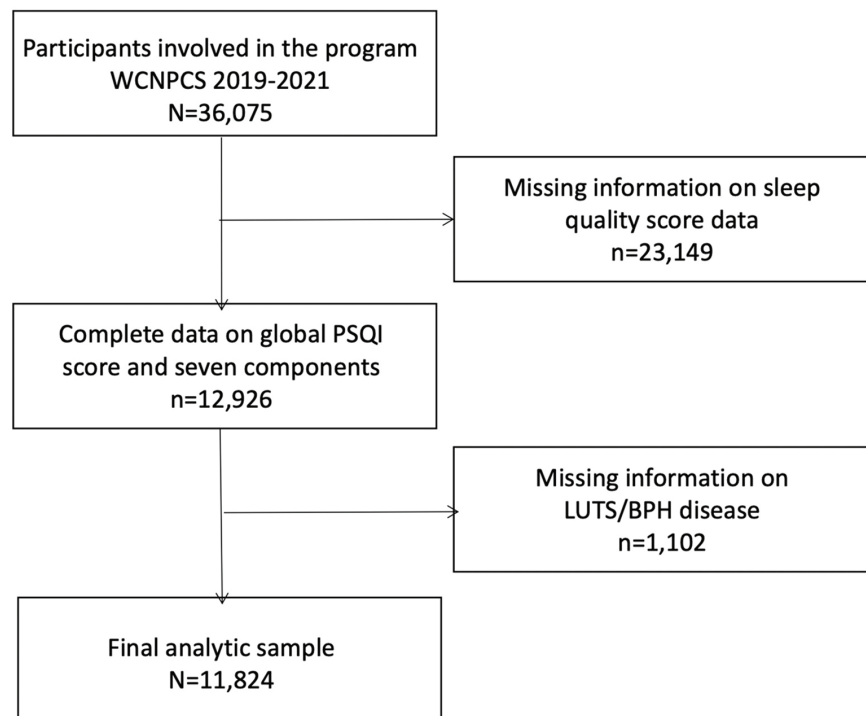 Participants involved in the program
WCNPCS 2019-2021
N=36,075
Missing information on sleep
quality score data
n=23,149
Complete data on global PSQI
score and seven components
n=12,926
Missing information on
LUTS/BPH disease
n=1,102
Final analytic sample
N=11,824